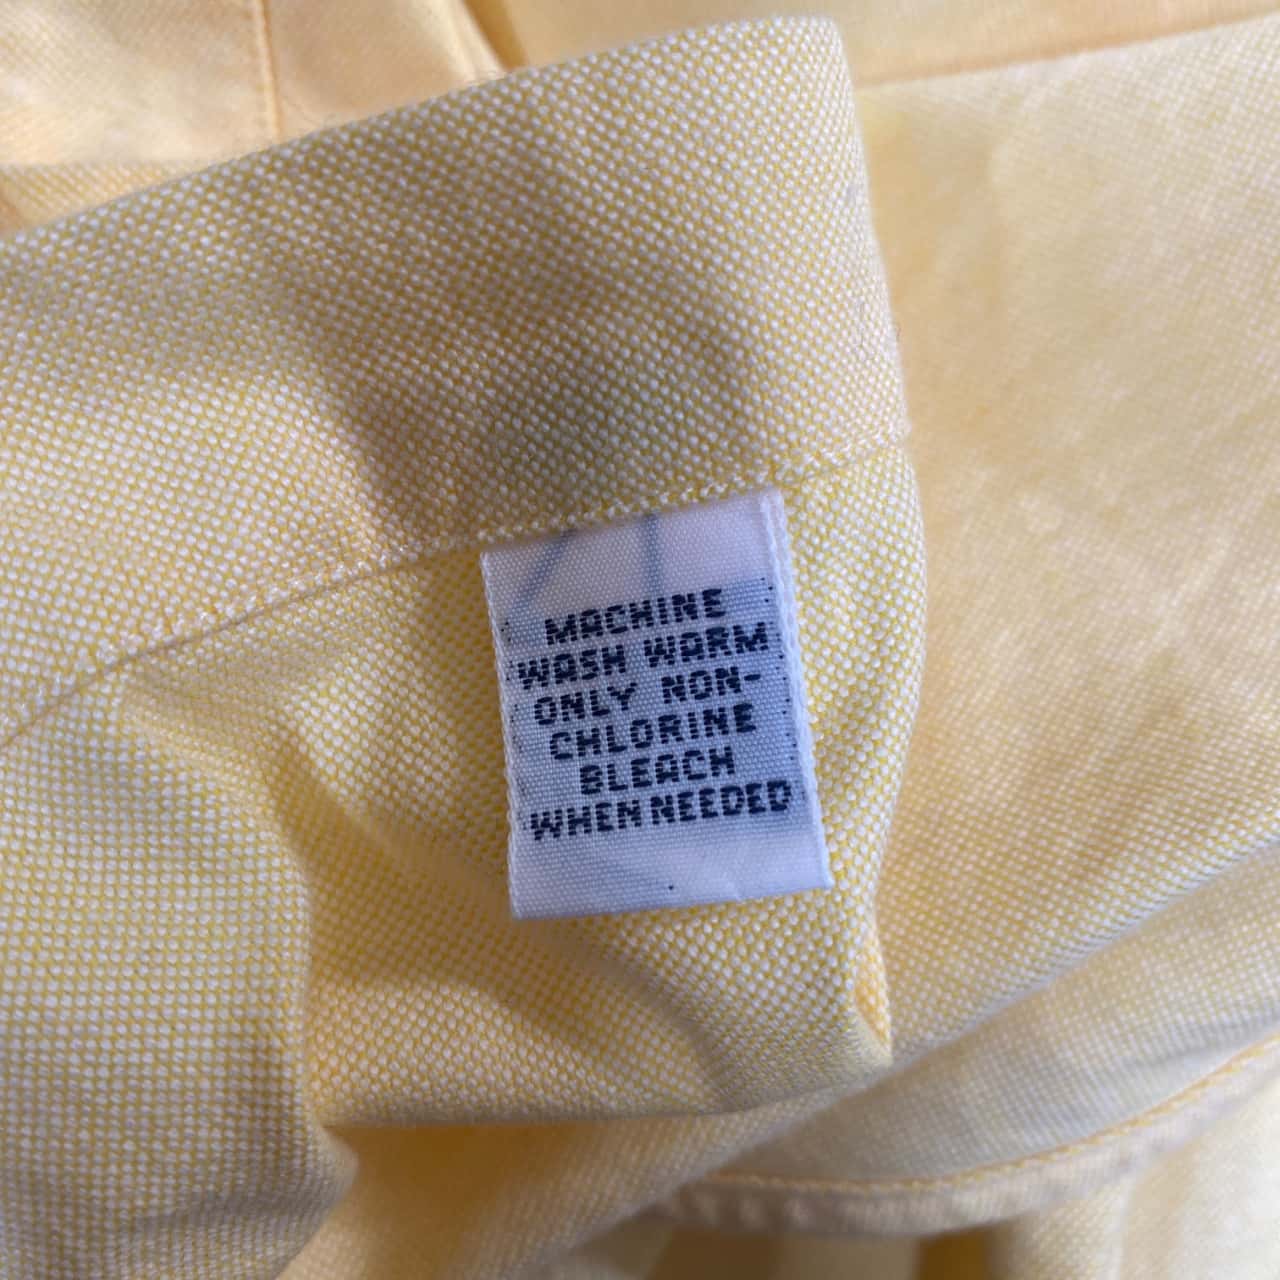 MACHINE
WASH WARM
ONLY NON-
CHLORINE
BLEACH
WHEN NEEDED